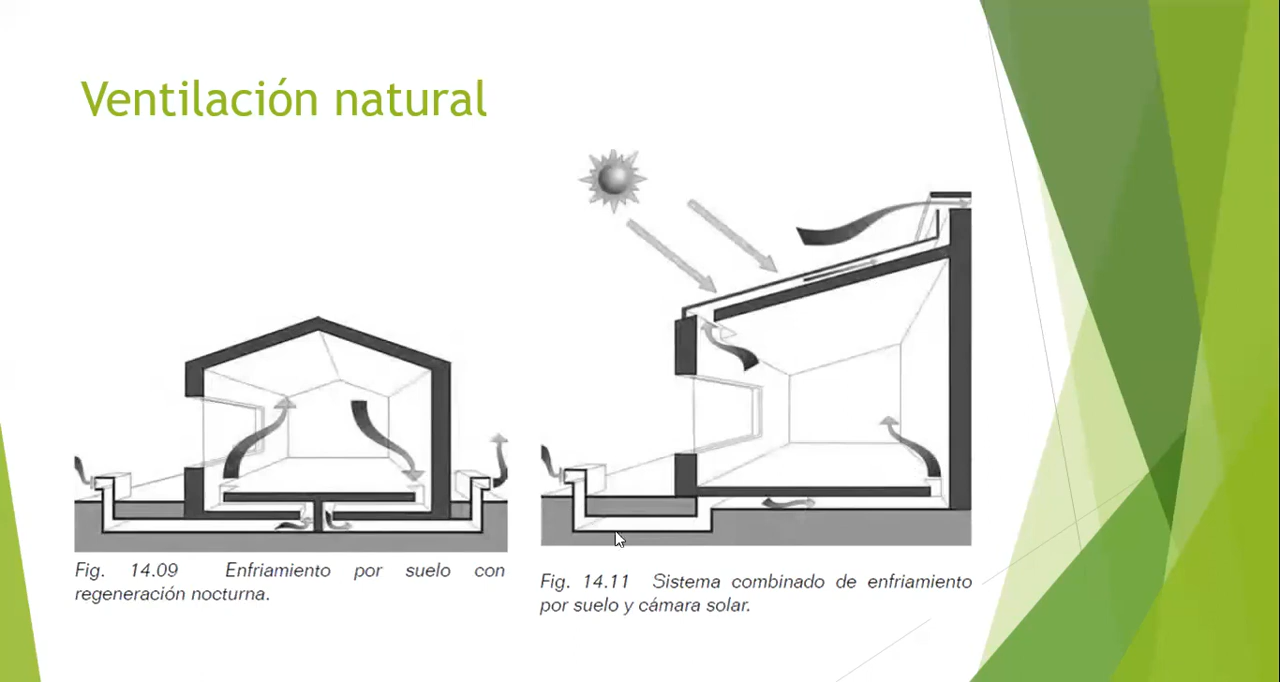 Ventilación natural
Fig. 14.09 Enfriamiento por suelo con
regeneración nocturna.
Fig. 14.11 Sistema combinado de enfriamiento
por suelo y cámara solar.